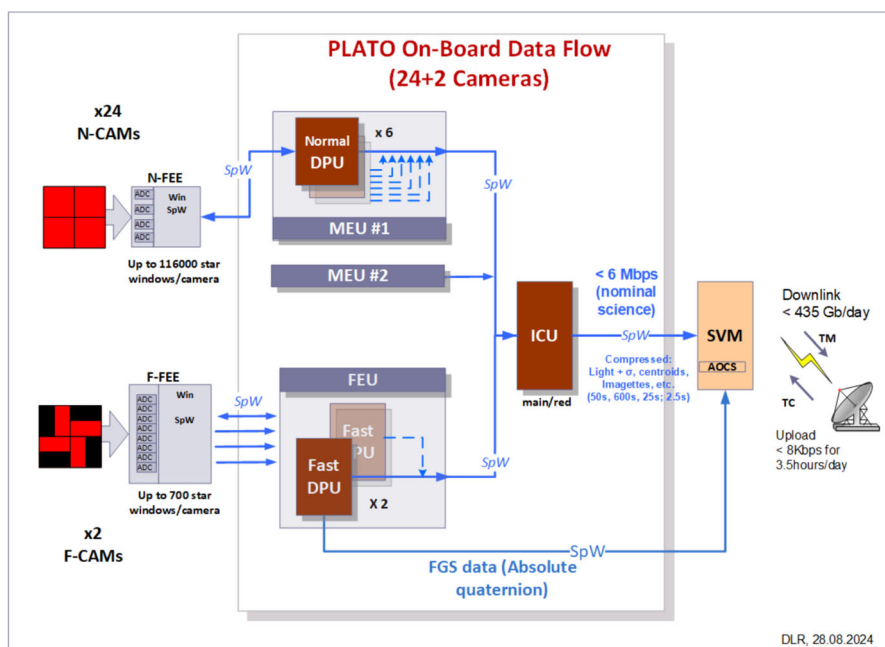 PLATO On-Board Data Flow
(24+2 Cameras)
x24
N-CAMs
N-FEE
ADC
ADC
ADC
ADC
Win
SpW
Up to 116000 star
windows/camera
SpW
Normal
DPU
x 6
MEU #1
MEU #2
SpW
F-FEE
ADC
ADC
ADC
ADC
ADC
ADC
ADC
ADC
Win
SpW
Up to 700 star
windows/camera
x2
F-CAMs
SpW
FEU
Fast
Fast
DPU
X 2
SpW
ICU
main/red
< 6 Mbps
(nominal
science)
SpW
Compressed:
Light + σ, centroids,
Imagettes, etc.
(50s, 600s, 25s; 2.5s)
SVM
AOCS
SpW
FGS data (Absolute
quaternion)
Downlink
< 435 Gb/day
TM
TC
Upload
< 8Kbps for
3.5hours/day
DLR, 28.08.2024